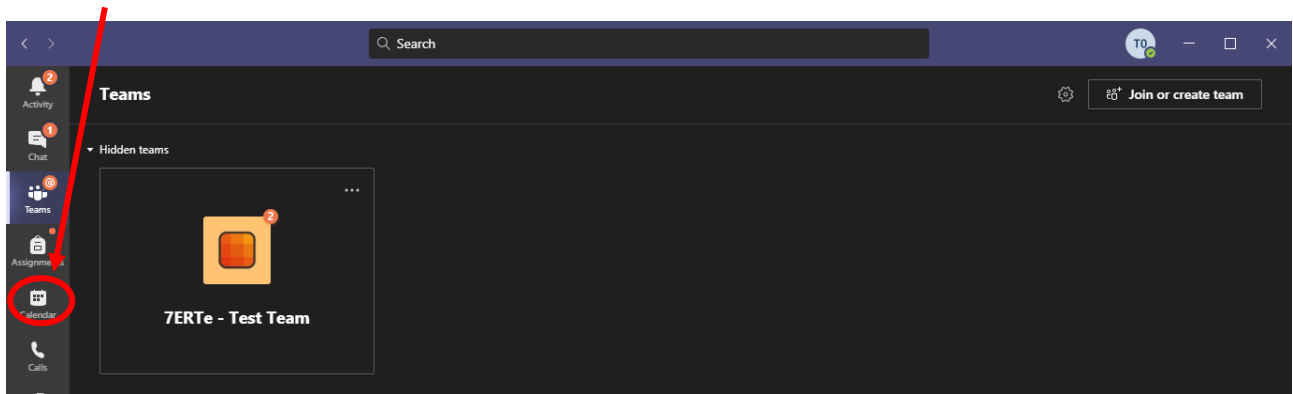 Search
TO
2
Activity
Teams
Join or create team
1
Chat
Hidden teams
@
Teams
...
2
Assignments
Calendar
7ERTe - Test Team
Calls